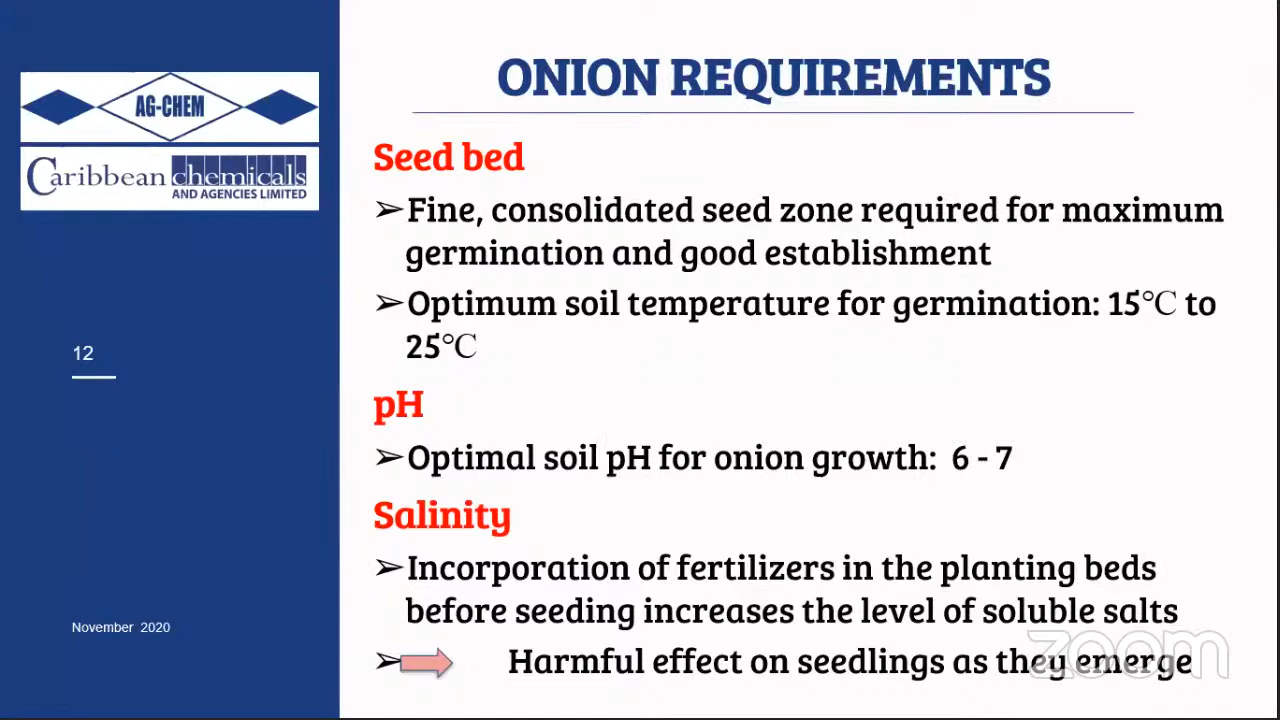 AG-CHEM
Caribbean chemicals
AND AGENCIES LIMITED
12
November 2020
ONION REQUIREMENTS
Seed bed
➢Fine, consolidated seed zone required for maximum
germination and good establishment
➢Optimum soil temperature for germination: 15℃ to
25℃
pH
➢Optimal soil pH for onion growth: 6 - 7
Salinity
➢Incorporation of fertilizers in the planting beds
before seeding increases the level of soluble salts
➢ Harmful effect on seedlings as they emerge
zoom